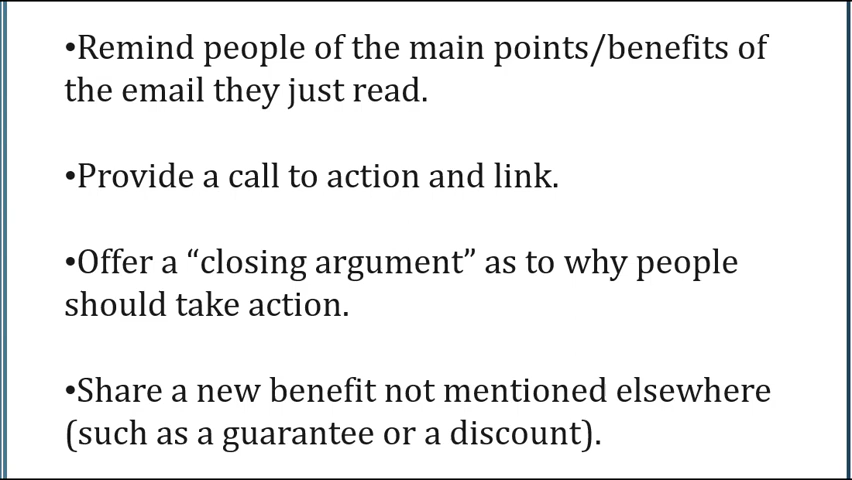 •Remind people of the main points/benefits of
the email they just read.
•Provide a call to action and link.
•Offer a “closing argument” as to why people
should take action.
•Share a new benefit not mentioned elsewhere
(such as a guarantee or a discount).